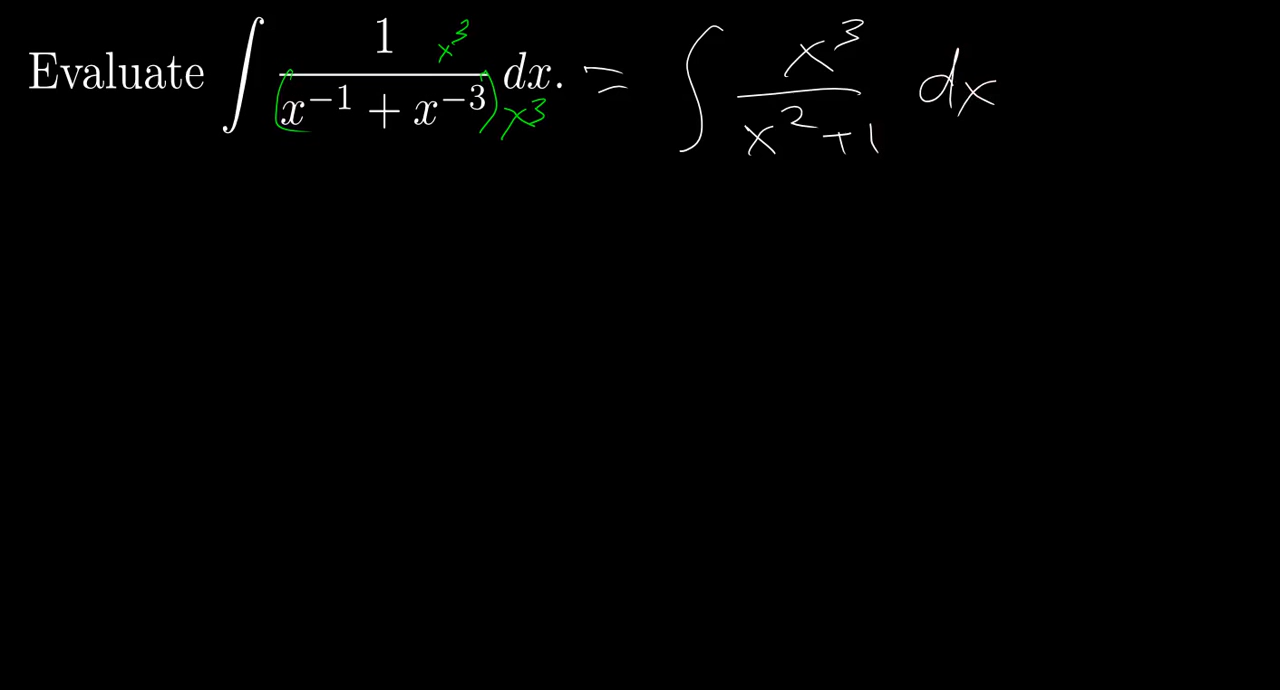 Evaluate ∫ 1 x³ / (x⁻¹ + x⁻³) x³ dx. = ∫ x³ / x² + 1 dx